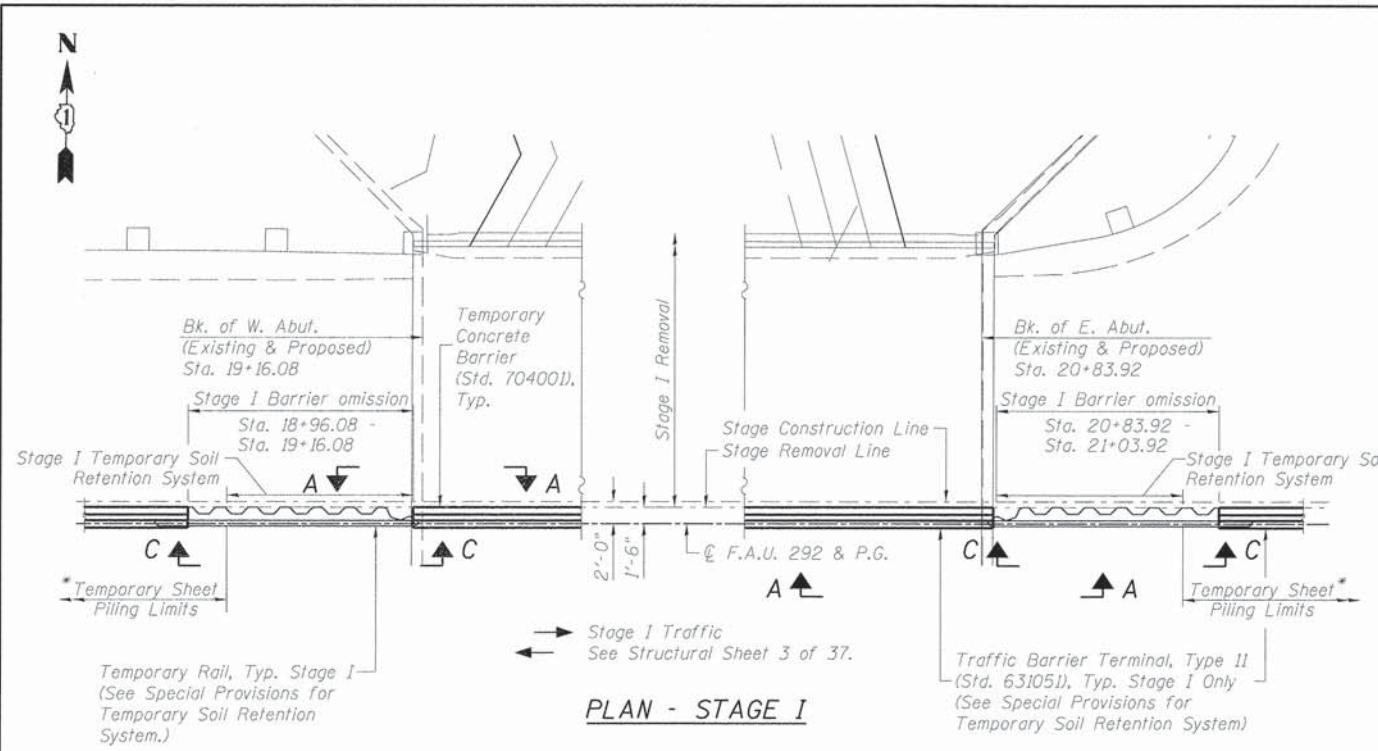 N
1
Bk. of W. Abut.
(Existing & Proposed)
Sta. 19+16.08
Stage I Barrier omission
Sta. 18+96.08 -
Sta. 19+16.08
Stage I Temporary Soil
Retention System
A
A
Temporary
Concrete
Barrier
(Std. 704001),
Typ.
Stage I Removal
Stage Construction Line
Stage Removal Line
Bk. of E. Abut.
(Existing & Proposed)
Sta. 20+83.92
Stage I Barrier omission
Sta. 20+83.92 -
Sta. 21+03.92
Stage I Temporary So
Retention System
C
C
2'-0"
1'-6"
℄ F.A.U. 292 & P.G.
C
C
A
A
*Temporary Sheet
Piling Limits
Temporary Sheet*
Piling Limits
Stage I Traffic
See Structural Sheet 3 of 37.
Temporary Rail, Typ. Stage I
(See Special Provisions for
Temporary Soil Retention
System.)
Traffic Barrier Terminal, Type 11
(Std. 631051), Typ. Stage I Only
(See Special Provisions for
Temporary Soil Retention System)
PLAN - STAGE I